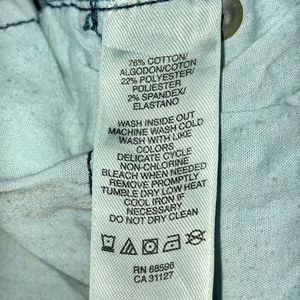 76% COTTON/
ALGODON/COTON
22% POLYESTER/
POLIESTER
2% SPANDEX/
ELASTANO
WASH INSIDE OUT
MACHINE WASH COLD
WASH WITH LIKE
COLORS
DELICATE CYCLE
NON-CHLORINE
BLEACH WHEN NEEDED
REMOVE PROMPTLY
TUMBLE DRY LOW HEAT
COOL IRON IF
NECESSARY
DO NOT DRY CLEAN
RN 68596
CA 31127